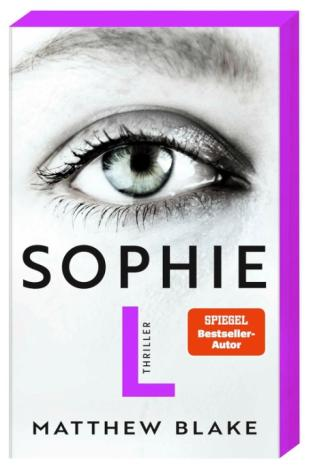 SOPHIE
L
THRILLER
SPIEGEL
Bestseller-
Autor
MATTHEW BLAKE